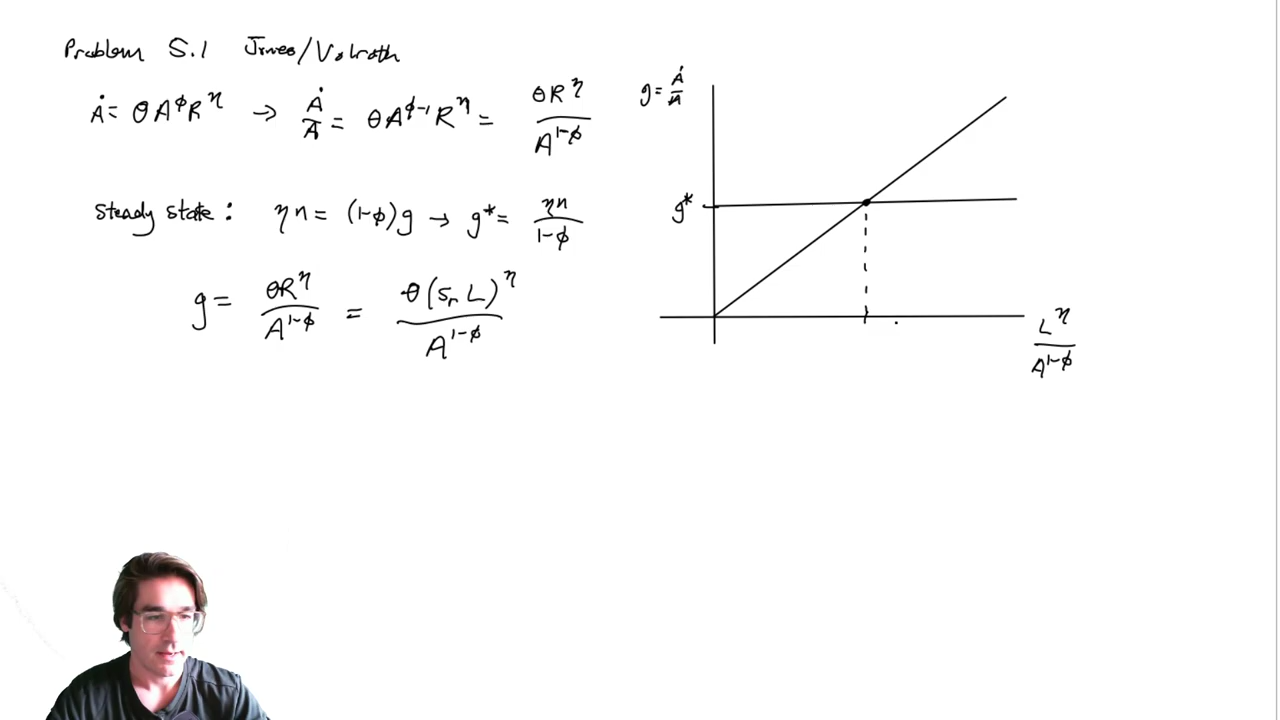 Problem 5.1 Jones/Volrath
Ȧ = θA^ϕR^η → Ȧ/A = θA^{ϕ-1}R^η = θR^η/A^{1-ϕ}
Steady State: ηn = (1-ϕ)g → g* = ηn/1-ϕ
g = θR^η/A^{1-ϕ} = θ(s_r L)^η/A^{1-ϕ}
g = Ȧ/A
g*
L^η/A^{1-ϕ}